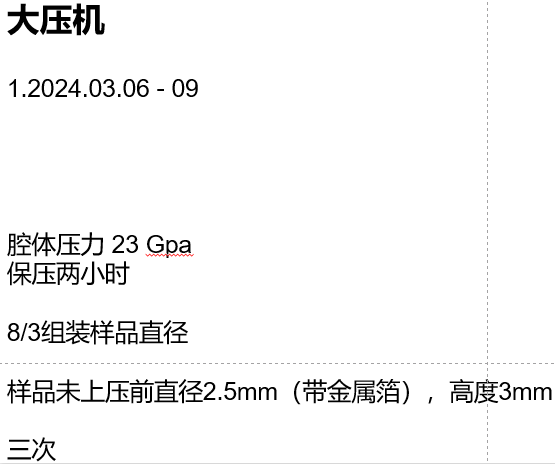 大压机
1.2024.03.06 - 09
腔体压力 23 Gpa
保压两小时
8/3组装样品直径
样品未上压前直径2.5mm（带金属箔），高度3mm
三次